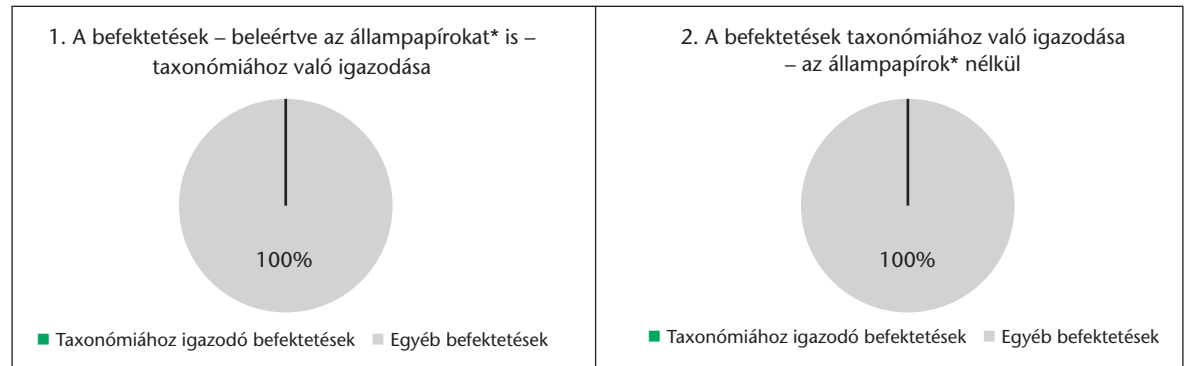 1. A befektetések – beleértve az állampapírokat* is –
taxonómiához való igazodása
100%
Taxonómiához igazodó befektetések Egyéb befektetések
2. A befektetések taxonómiához való igazodása
– az állampapírok* nélkül
100%
Taxonómiához igazodó befektetések Egyéb befektetések